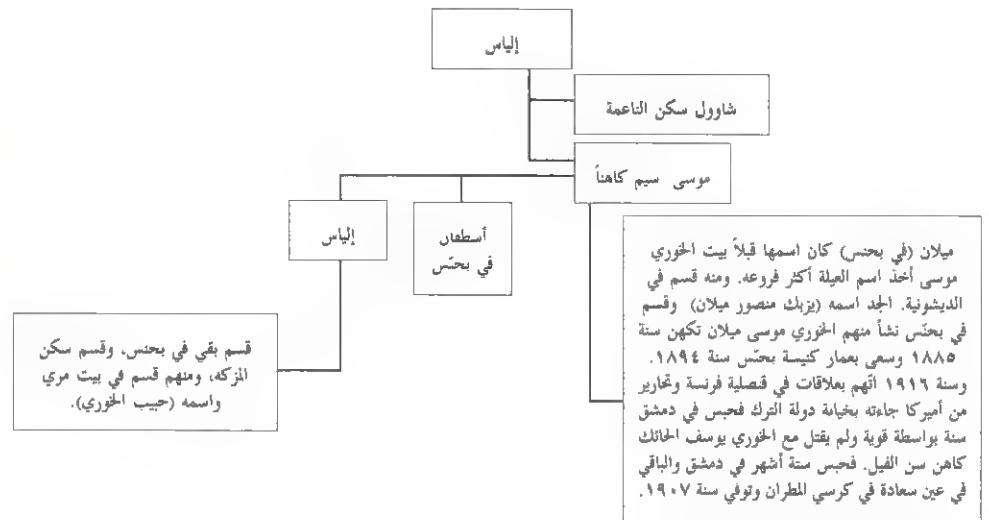 إلياس
شاوول سكن الناعمة
موسى سيم كاهناً
إلياس
أسطفان
في بحنّس
ميلان (في بحنس) كان اسمها قبلاً بيت الخوري
موسى أخذ اسم العيلة أكثر فروعه. ومنه قسم في
الديشونية. الجد اسمه (يزبك منصور ميلان) وقسم
في بحنّس نشأ منهم الخوري موسى ميلان تكهن سنة
١٨٨٥ وسعى بعمار كنيسة بحنّس سنة ١٨٩٤.
وسنة ١٩١٦ اتّهم بعلاقات في قنصلية فرنسة وتحارير
من أميركا جاءته بخيانة دولة الترك فحبس في دمشق
سنة بواسطة قوية ولم يقتل مع الخوري يوسف الحائك
كاهن سن الفيل. فحبس ستة أشهر في دمشق والباقي
في عين سعادة في كرسي المطران وتوفي سنة ١٩٠٧.
قسم بقي في بحنس، وقسم سكن
المزكه، ومنهم قسم في بيت مري
واسمه (حبيب الخوري).